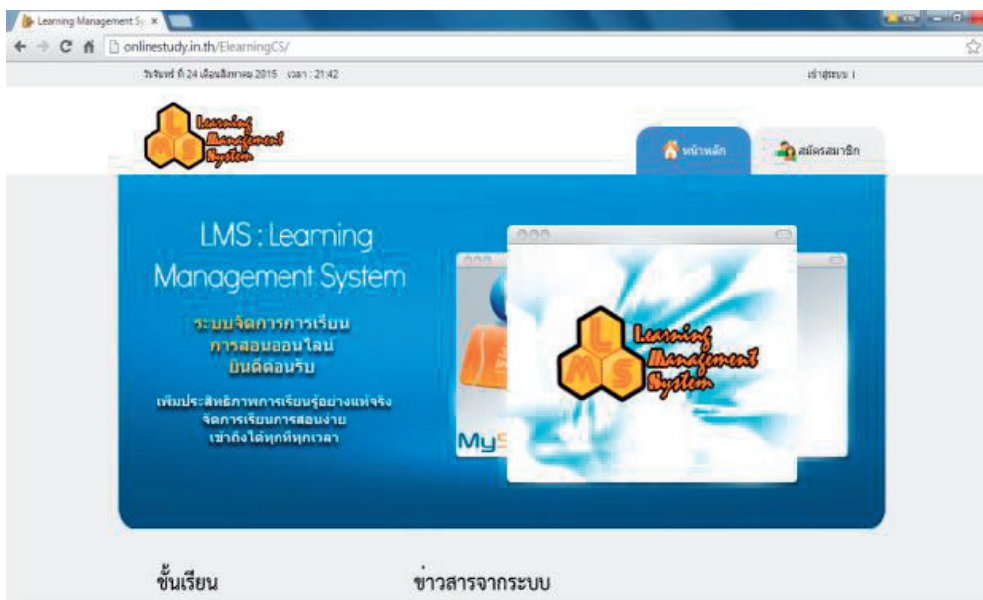 Learning Management Sy
onlinestudy.in.th/ElearningCS/
วันจันทร์ ที่ 24 เดือนสิงหาคม 2015 เวลา : 21:42
เข้าสู่ระบบ |
LMS Learning
Management
System
หน้าหลัก
สมัครสมาชิก
LMS : Learning
Management System
ระบบจัดการการเรียน
การสอนออนไลน์
ยินดีต้อนรับ
เพิ่มประสิทธิภาพการเรียนรู้อย่างแท้จริง
จัดการเรียนการสอนง่าย
เข้าถึงได้ทุกที่ทุกเวลา
MyS
LMS Learning
Management
System
ชั้นเรียน
ข่าวสารจากระบบ